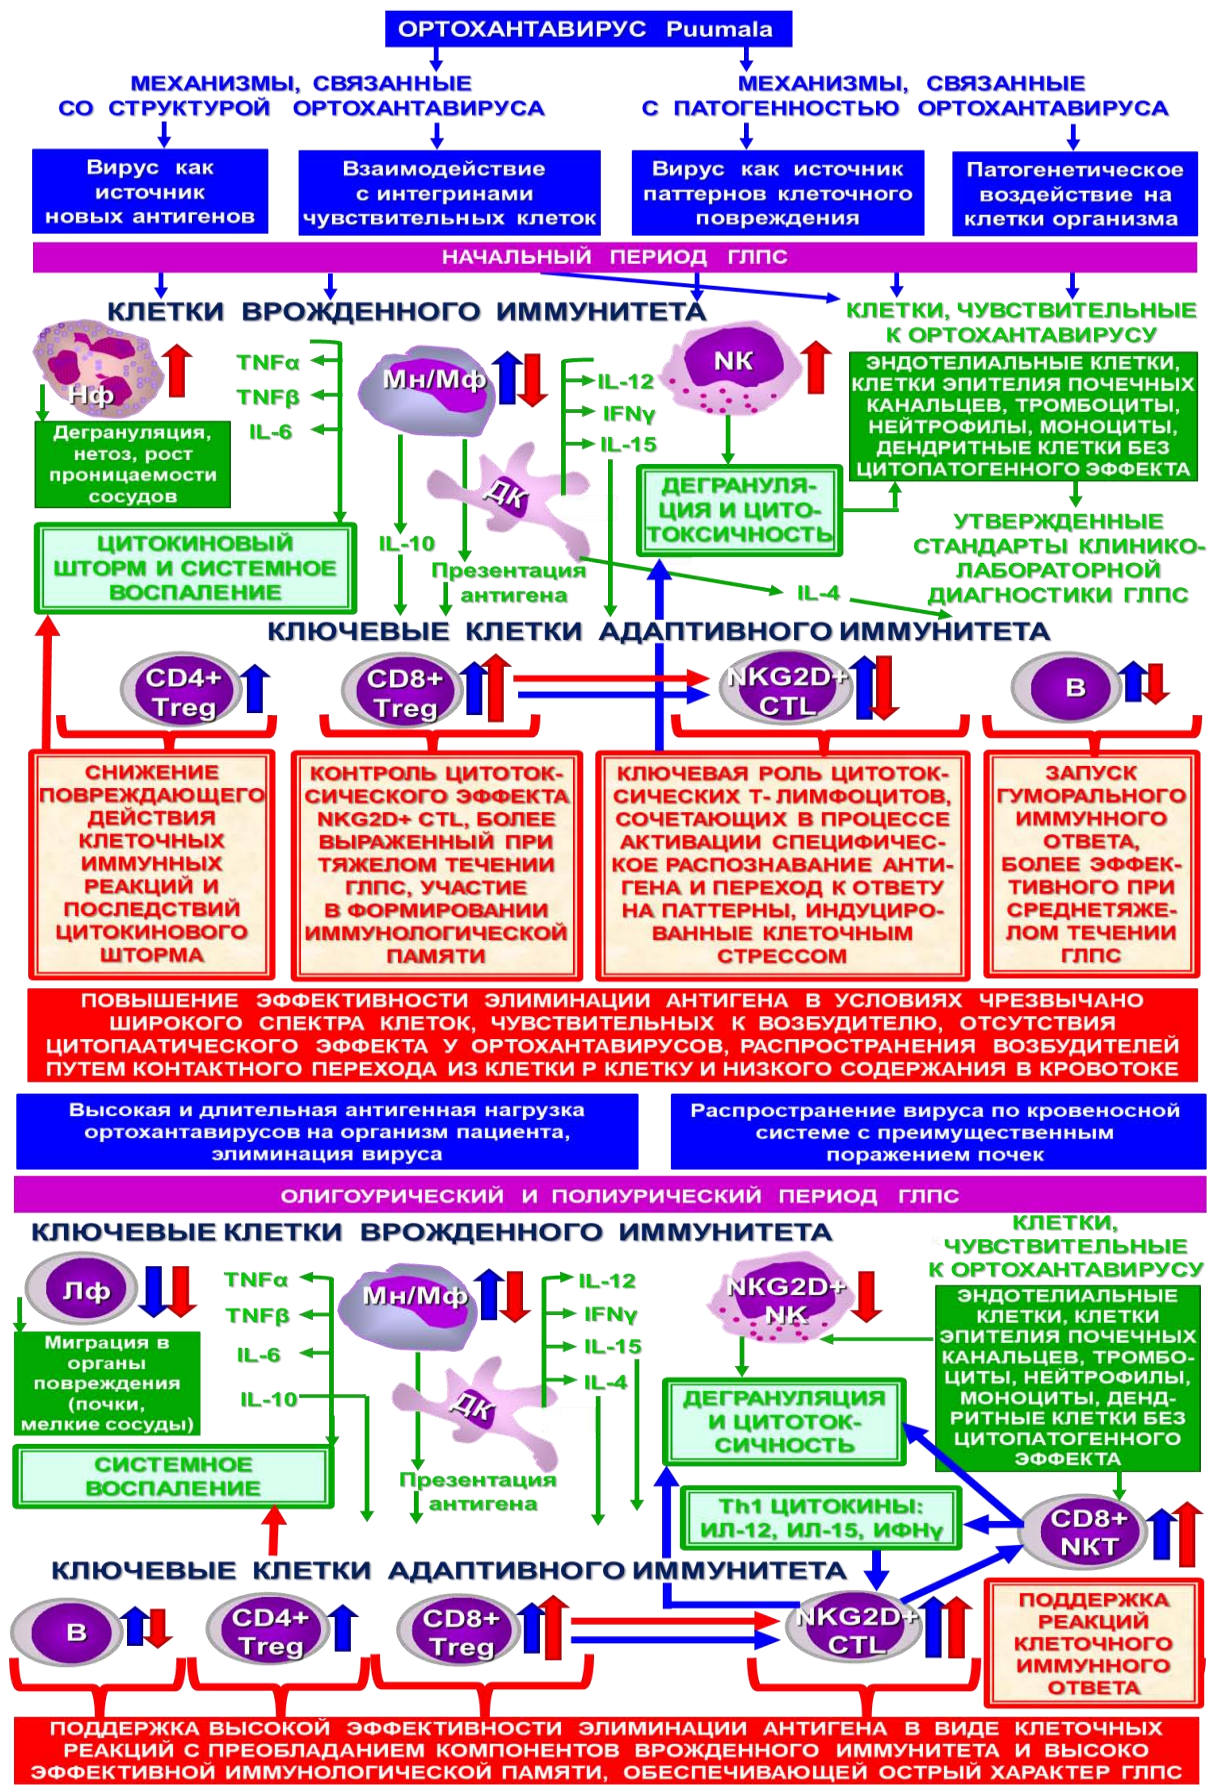 ОРТОХАНТАВИРУС Puumala
МЕХАНИЗМЫ, СВЯЗАННЫЕ
СО СТРУКТУРОЙ ОРТОХАНТАВИРУСА
МЕХАНИЗМЫ, СВЯЗАННЫЕ
С ПАТОГЕННОСТЬЮ ОРТОХАНТАВИРУСА
Вирус как
источник
новых антигенов
Взаимодействие
с интегринами
чувствительных клеток
Вирус как источник
паттернов клеточного
повреждения
Патогенетическое
воздействие на
клетки организма
НАЧАЛЬНЫЙ ПЕРИОД ГЛПС
КЛЕТКИ ВРОЖДЕННОГО ИММУНИТЕТА
КЛЕТКИ, ЧУВСТВИТЕЛЬНЫЕ
К ОРТОХАНТАВИРУСУ
Нф
Дегрануляция,
нетоз, рост
проницаемости
сосудов
TNFα
TNFβ
IL-6
Мн/Мф
ДК
IL-12
IFNγ
IL-15
NK
ЭНДОТЕЛИАЛЬНЫЕ КЛЕТКИ,
КЛЕТКИ ЭПИТЕЛИЯ ПОЧЕЧНЫХ
КАНАЛЬЦЕВ, ТРОМБОЦИТЫ,
НЕЙТРОФИЛЫ, МОНОЦИТЫ,
ДЕНДРИТНЫЕ КЛЕТКИ БЕЗ
ЦИТОПАТОГЕННОГО ЭФФЕКТА
ДЕГРАНУЛЯ-
ЦИЯ И ЦИТО-
ТОКСИЧНОСТЬ
ЦИТОКИНОВЫЙ
ШТОРМ И СИСТЕМНОЕ
ВОСПАЛЕНИЕ
IL-10
Презентация
антигена
IL-4
УТВЕРЖДЕННЫЕ
СТАНДАРТЫ КЛИНИКО-
ЛАБОРАТОРНОЙ
ДИАГНОСТИКИ ГЛПС
КЛЮЧЕВЫЕ КЛЕТКИ АДАПТИВНОГО ИММУНИТЕТА
CD4+
Treg
CD8+
Treg
NKG2D+
CTL
В
СНИЖЕНИЕ
ПОВРЕЖДАЮЩЕГО
ДЕЙСТВИЯ
КЛЕТОЧНЫХ
ИММУННЫХ
РЕАКЦИЙ И
ПОСЛЕДСТВИЙ
ЦИТОКИНОВОГО
ШТОРМА
КОНТРОЛЬ ЦИТОТОК-
СИЧЕСКОГО ЭФФЕКТА
NKG2D+ CTL, БОЛЕЕ
ВЫРАЖЕННЫЙ ПРИ
ТЯЖЕЛОМ ТЕЧЕНИИ
ГЛПС, УЧАСТИЕ
В ФОРМИРОВАНИИ
ИММУНОЛОГИЧЕСКОЙ
ПАМЯТИ
КЛЮЧЕВАЯ РОЛЬ ЦИТОТОК-
СИЧЕСКИХ Т- ЛИМФОЦИТОВ,
СОЧЕТАЮЩИХ В ПРОЦЕССЕ
АКТИВАЦИИ СПЕЦИФИЧЕС-
КОЕ РАСПОЗНАВАНИЕ АНТИ-
ГЕНА И ПЕРЕХОД К ОТВЕТУ
НА ПАТТЕРНЫ, ИНДУЦИРО-
ВАННЫЕ КЛЕТОЧНЫМ
СТРЕССОМ
ЗАПУСК
ГУМОРАЛЬНОГО
ИММУННОГО
ОТВЕТА,
БОЛЕЕ ЭФФЕК-
ТИВНОГО ПРИ
СРЕДНЕТЯЖЕ-
ЛОМ ТЕЧЕНИИ
ГЛПС
ПОВЫШЕНИЕ ЭФФЕКТИВНОСТИ ЭЛИМИНАЦИИ АНТИГЕНА В УСЛОВИЯХ ЧРЕЗВЫЧАНО
ШИРОКОГО СПЕКТРА КЛЕТОК, ЧУВСТВИТЕЛЬНЫХ К ВОЗБУДИТЕЛЮ, ОТСУТСТВИЯ
ЦИТОПААТИЧЕСКОГО ЭФФЕКТА У ОРТОХАНТАВИРУСОВ, РАСПРОСТРАНЕНИЯ ВОЗБУДИТЕЛЕЙ
ПУТЕМ КОНТАКТНОГО ПЕРЕХОДА ИЗ КЛЕТКИ Р КЛЕТКУ И НИЗКОГО СОДЕРЖАНИЯ В КРОВОТОКЕ
Высокая и длительная антигенная нагрузка
ортохантавирусов на организм пациента,
элиминация вируса
Распространение вируса по кровеносной
системе с преимущественным
поражением почек
ОЛИГОУРИЧЕСКИЙ И ПОЛИУРИЧЕСКИЙ ПЕРИОД ГЛПС
КЛЮЧЕВЫЕ КЛЕТКИ ВРОЖДЕННОГО ИММУНИТЕТА
КЛЕТКИ,
ЧУВСТВИТЕЛЬНЫЕ
К ОРТОХАНТАВИРУСУ
Лф
Миграция в
органы
повреждения
(почки,
мелкие сосуды)
TNFα
TNFβ
IL-6
IL-10
Мн/Мф
ДК
IL-12
IFNγ
IL-15
IL-4
NKG2D+
NK
ЭНДОТЕЛИАЛЬНЫЕ
КЛЕТКИ, КЛЕТКИ
ЭПИТЕЛИЯ ПОЧЕЧНЫХ
КАНАЛЬЦЕВ, ТРОМБО-
ЦИТЫ, НЕЙТРОФИЛЫ,
МОНОЦИТЫ, ДЕНД-
РИТНЫЕ КЛЕТКИ БЕЗ
ЦИТОПАТОГЕННОГО
ЭФФЕКТА
ДЕГРАНУЛЯЦИЯ
И ЦИТОТОК-
СИЧНОСТЬ
СИСТЕМНОЕ
ВОСПАЛЕНИЕ
Презентация
антигена
Th1 ЦИТОКИНЫ:
ИЛ-12, ИЛ-15, ИФНγ
CD8+
NKT
КЛЮЧЕВЫЕ КЛЕТКИ АДАПТИВНОГО ИММУНИТЕТА
В
CD4+
Treg
CD8+
Treg
NKG2D+
CTL
ПОДДЕРЖКА
РЕАКЦИЙ
КЛЕТОЧНОГО
ИММУННОГО
ОТВЕТА
ПОДДЕРЖКА ВЫСОКОЙ ЭФФЕКТИВНОСТИ ЭЛИМИНАЦИИ АНТИГЕНА В ВИДЕ КЛЕТОЧНЫХ
РЕАКЦИЙ С ПРЕОБЛАДАНИЕМ КОМПОНЕНТОВ ВРОЖДЕННОГО ИММУНИТЕТА И ВЫСОКО
ЭФФЕКТИВНОЙ ИММУНОЛОГИЧЕСКОЙ ПАМЯТИ, ОБЕСПЕЧИВАЮЩЕЙ ОСТРЫЙ ХАРАКТЕР ГЛПС